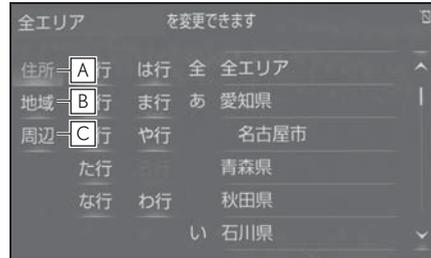 全エリア を変更できます
住所 A 行 は行 全 全エリア
地域 B 行 ま行 あ 愛知県
周辺 C 行 や行 名古屋市
た行 ら行 青森県
な行 わ行 秋田県
い 石川県